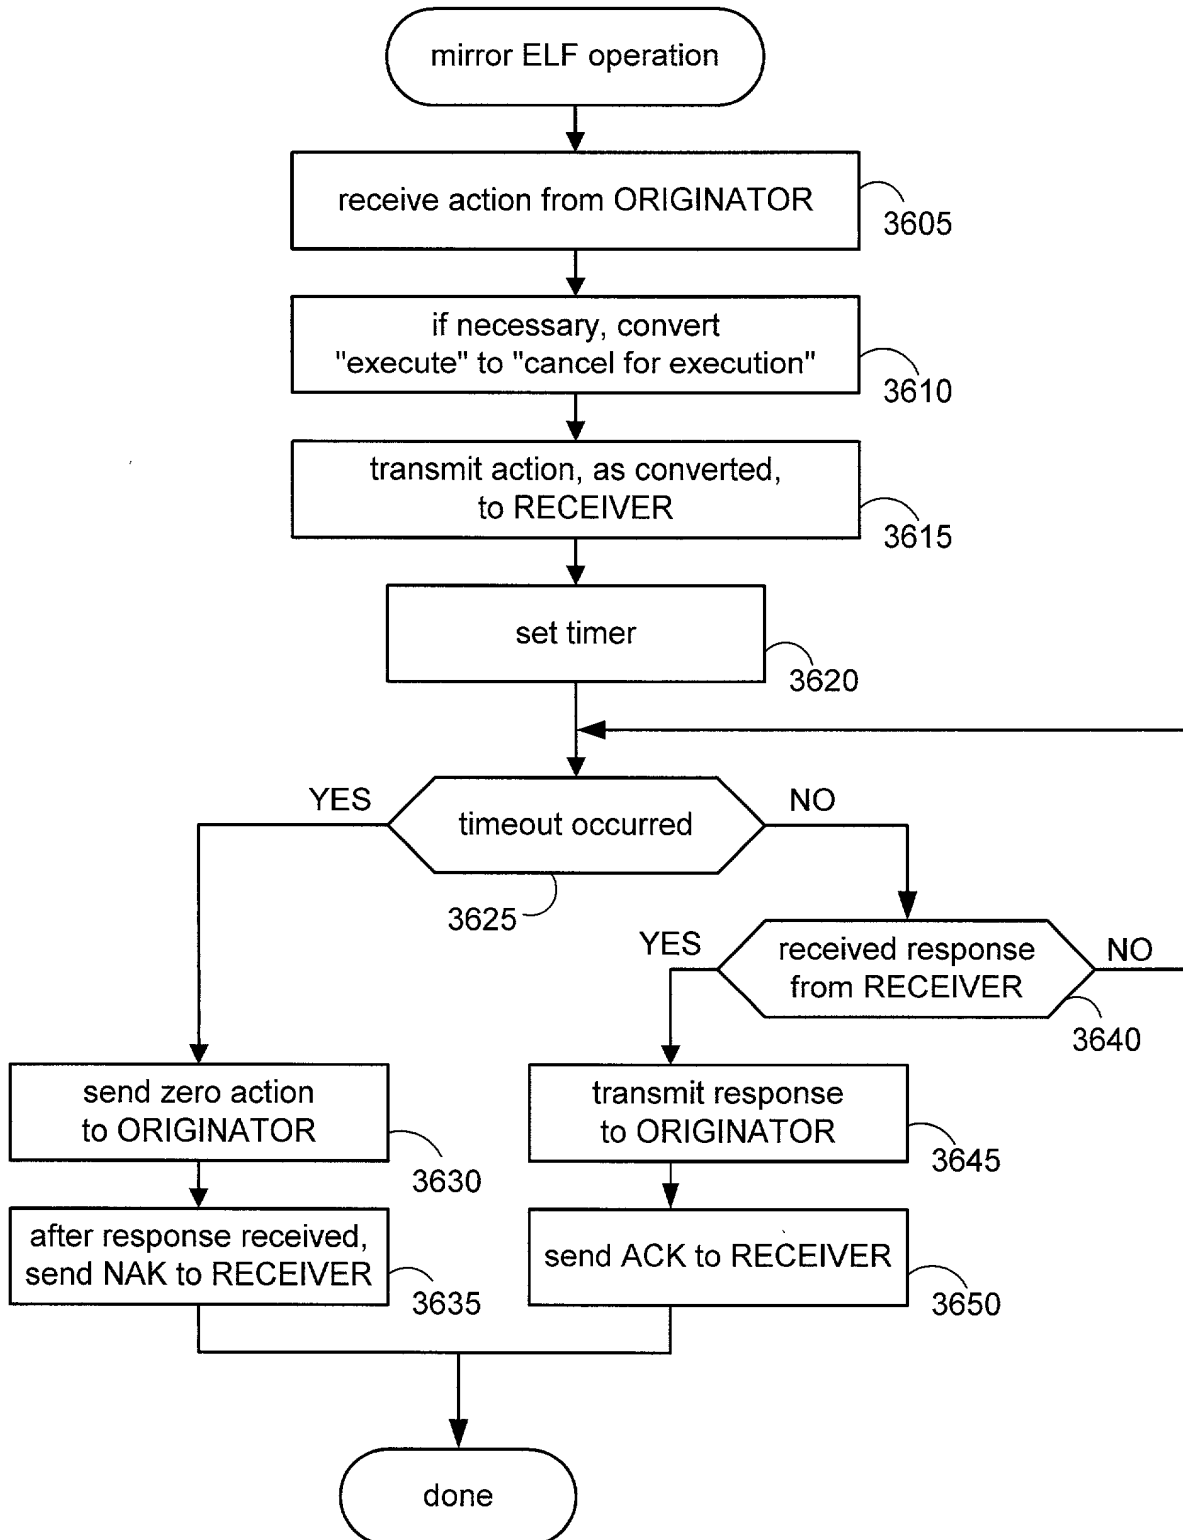 mirror ELF operation
receive action from ORIGINATOR
3605
if necessary, convert
"execute" to "cancel for execution"
3610
transmit action, as converted,
to RECEIVER
3615
set timer
3620
YES
timeout occurred
NO
3625
YES
received response
from RECEIVER
NO
3640
send zero action
to ORIGINATOR
3630
transmit response
to ORIGINATOR
3645
after response received,
send NAK to RECEIVER
3635
send ACK to RECEIVER
3650
done